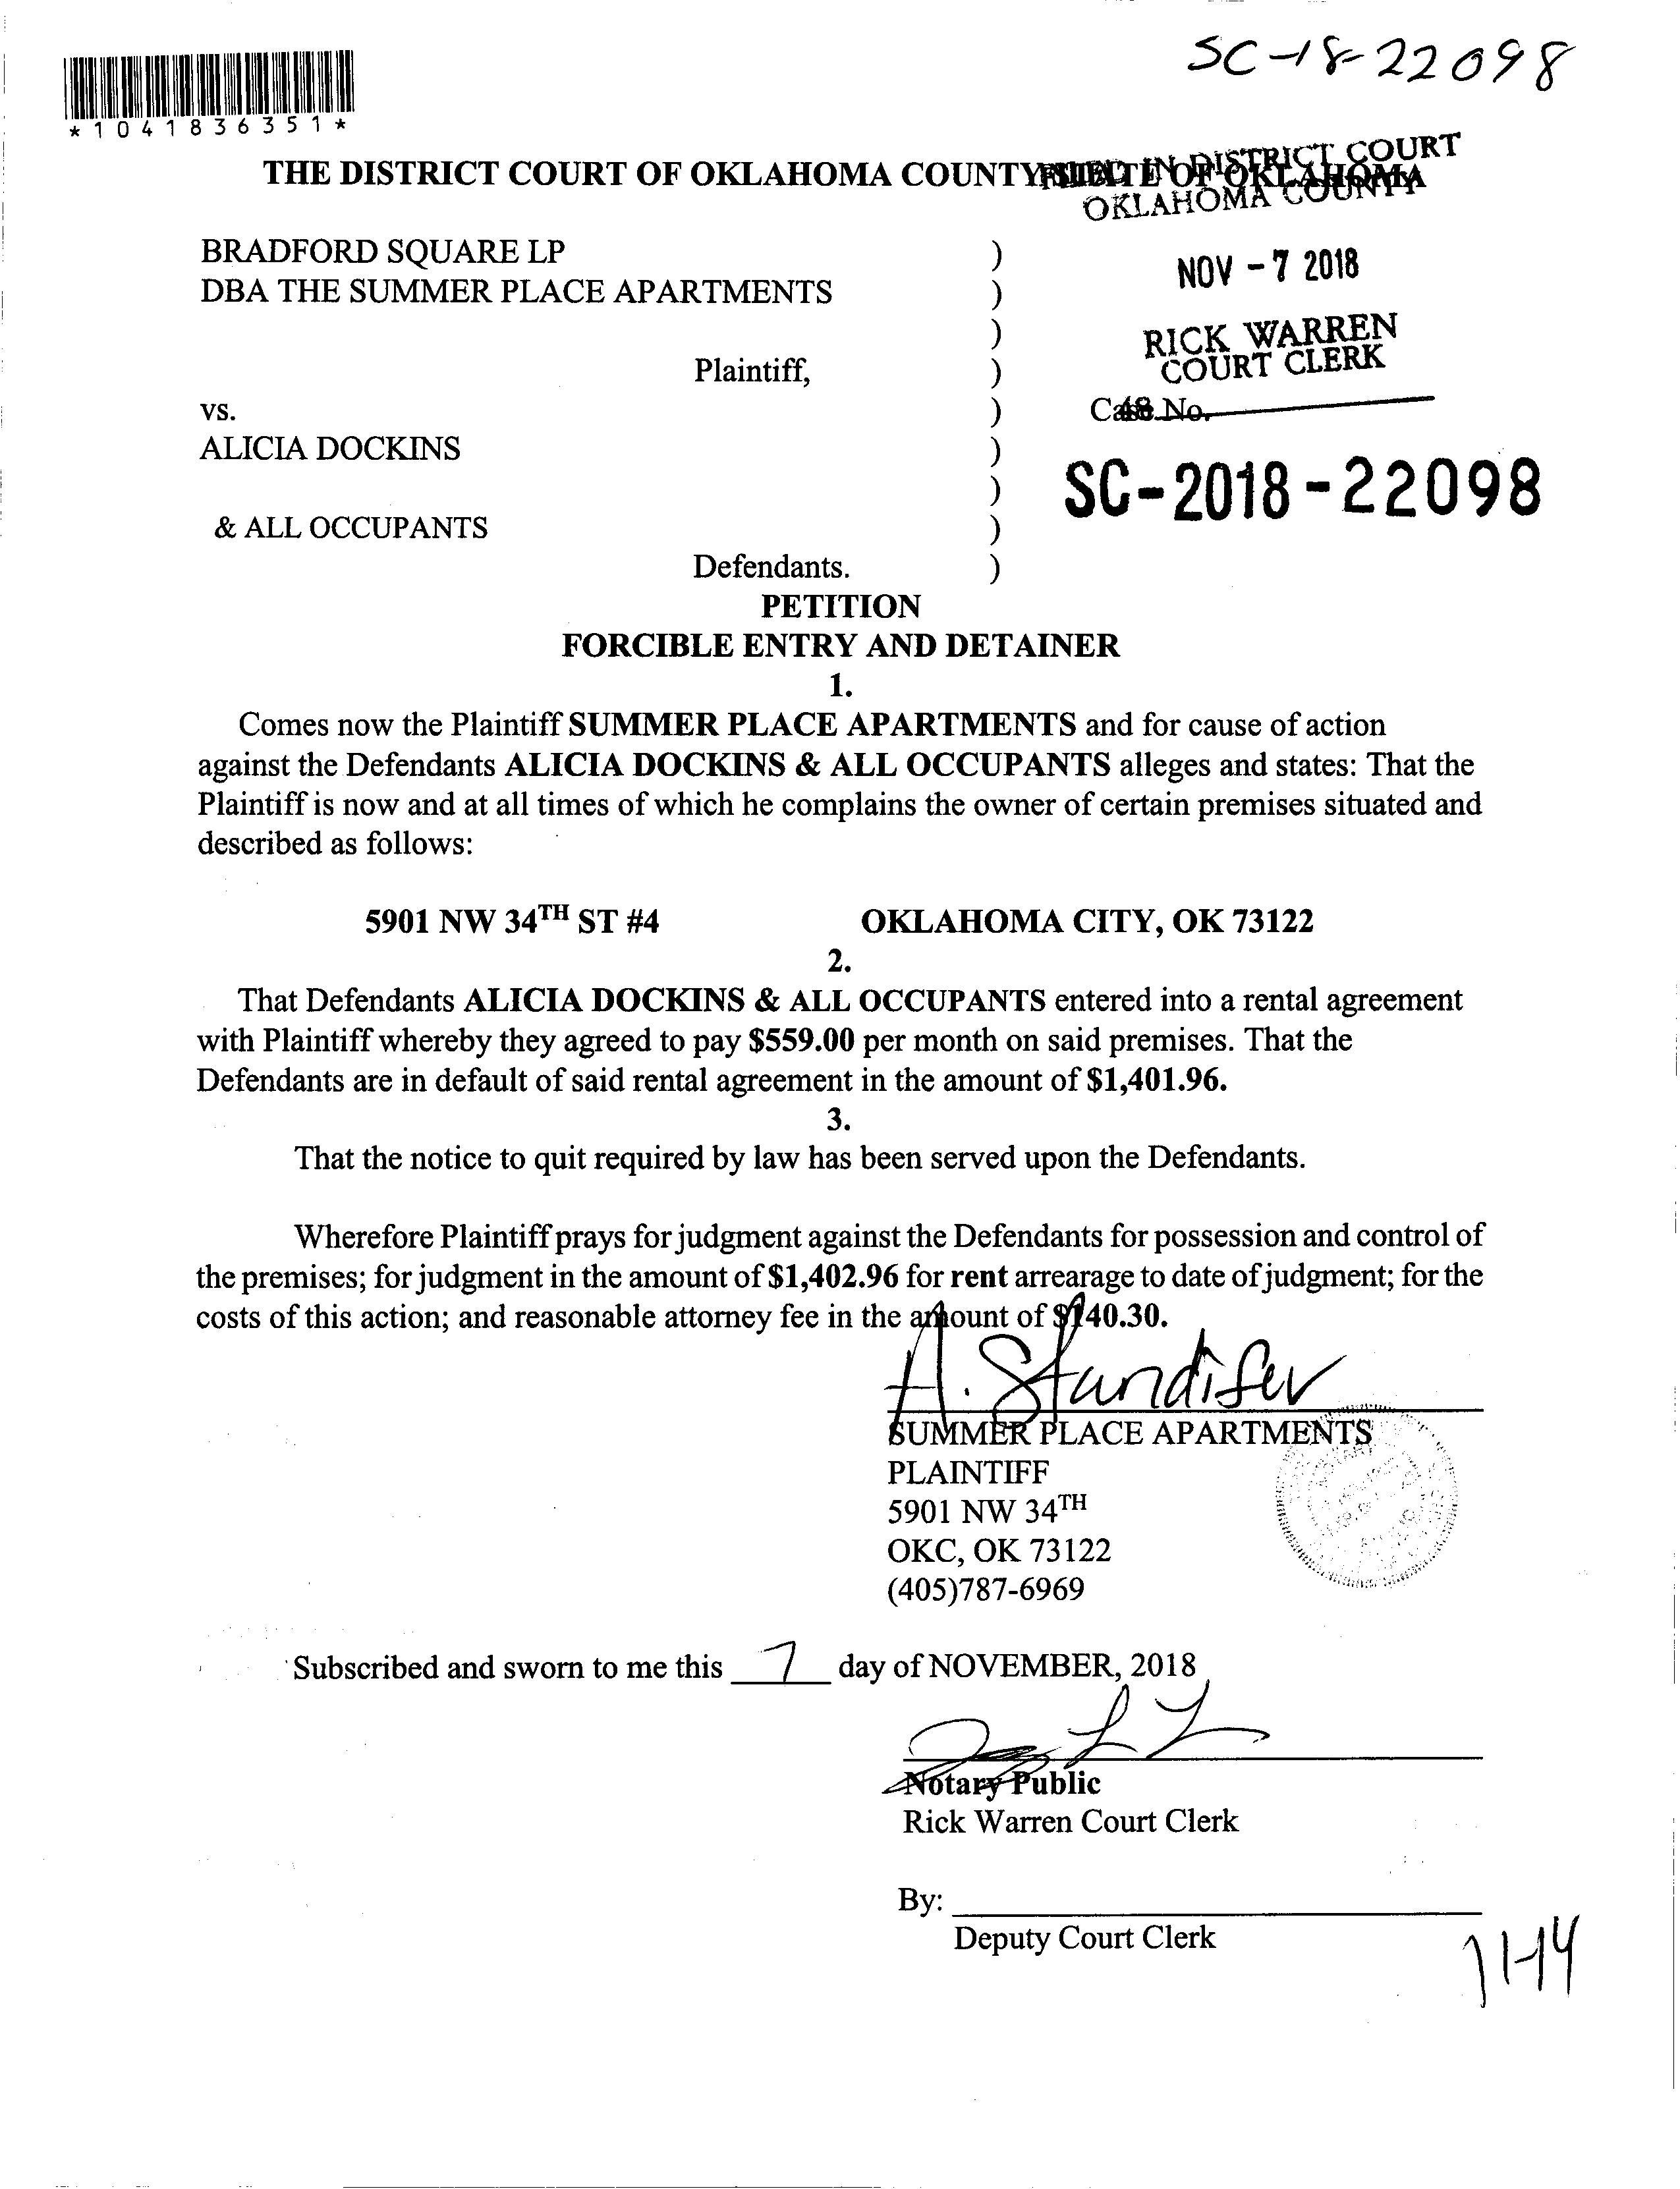 SC-18-22098
*1041836351*
THE DISTRICT COURT OF OKLAHOMA COUNTY STATE OF OKLAHOMA
FILED IN DISTRICT COURT
OKLAHOMA COUNTY
BRADFORD SQUARE LP )
DBA THE SUMMER PLACE APARTMENTS )
NOV - 7 2018
)
RICK WARREN
COURT CLERK
Plaintiff, )
vs. ) Case No.
48
ALICIA DOCKINS )
) SC-2018-22098
& ALL OCCUPANTS )
Defendants. )
PETITION
FORCIBLE ENTRY AND DETAINER
1.
Comes now the Plaintiff SUMMER PLACE APARTMENTS and for cause of action
against the Defendants ALICIA DOCKINS & ALL OCCUPANTS alleges and states: That the
Plaintiff is now and at all times of which he complains the owner of certain premises situated and
described as follows:
5901 NW 34TH ST #4 OKLAHOMA CITY, OK 73122
2.
That Defendants ALICIA DOCKINS & ALL OCCUPANTS entered into a rental agreement
with Plaintiff whereby they agreed to pay $559.00 per month on said premises. That the
Defendants are in default of said rental agreement in the amount of $1,401.96.
3.
That the notice to quit required by law has been served upon the Defendants.
Wherefore Plaintiff prays for judgment against the Defendants for possession and control of
the premises; for judgment in the amount of $1,402.96 for rent arrearage to date of judgment; for the
costs of this action; and reasonable attorney fee in the amount of $140.30.
A. Standifer
SUMMER PLACE APARTMENTS
PLAINTIFF
5901 NW 34TH
OKC, OK 73122
(405)787-6969
Subscribed and sworn to me this 7 day of NOVEMBER, 2018
Notary Public
Rick Warren Court Clerk
By:
Deputy Court Clerk
11-14